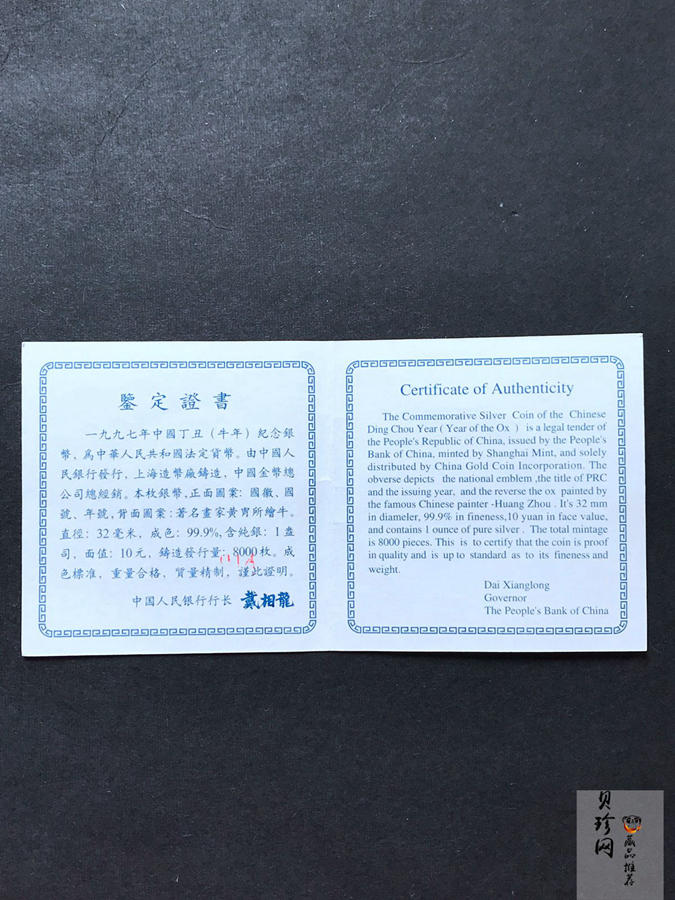 鑒定證書
一九九七年中國丁丑（牛年）紀念銀
幣，爲中華人民共和國法定貨幣。由中國人
民銀行發行，上海造幣廠鑄造，中國金幣總
公司總經銷。本枚銀幣，正面圖案：國徽、國
號、年號，背面圖案：著名畫家黄胄所繪牛。
直徑：32毫米，成色：99.9%，含純銀：1盎
司，面值：10元，鑄造發行量：8000枚。成
色標准，重量合格，質量精制，謹此證明。
中国人民銀行行长 戴相龍
Certificate of Authenticity
The Commemorative Silver Coin of the Chinese
Ding Chou Year ( Year of the Ox ) is a legal tender of
the People's Republic of China, issued by the People's
Bank of China, minted by Shanghai Mint, and solely
distributed by China Gold Coin Incorporation. The
obverse depicts the national emblem ,the title of PRC
and the issuing year, and the reverse the ox painted by
the famous Chinese painter -Huang Zhou . It's 32 mm
in diameter, 99.9% in fineness,10 yuan in face value,
and contains 1 ounce of pure silver . The total mintage
is 8000 pieces. This is to certify that the coin is proof
in quality and is up to standard as to its fineness and
weight.
Dai Xianglong
Governor
The People's Bank of China
贝珍网
藏品推荐